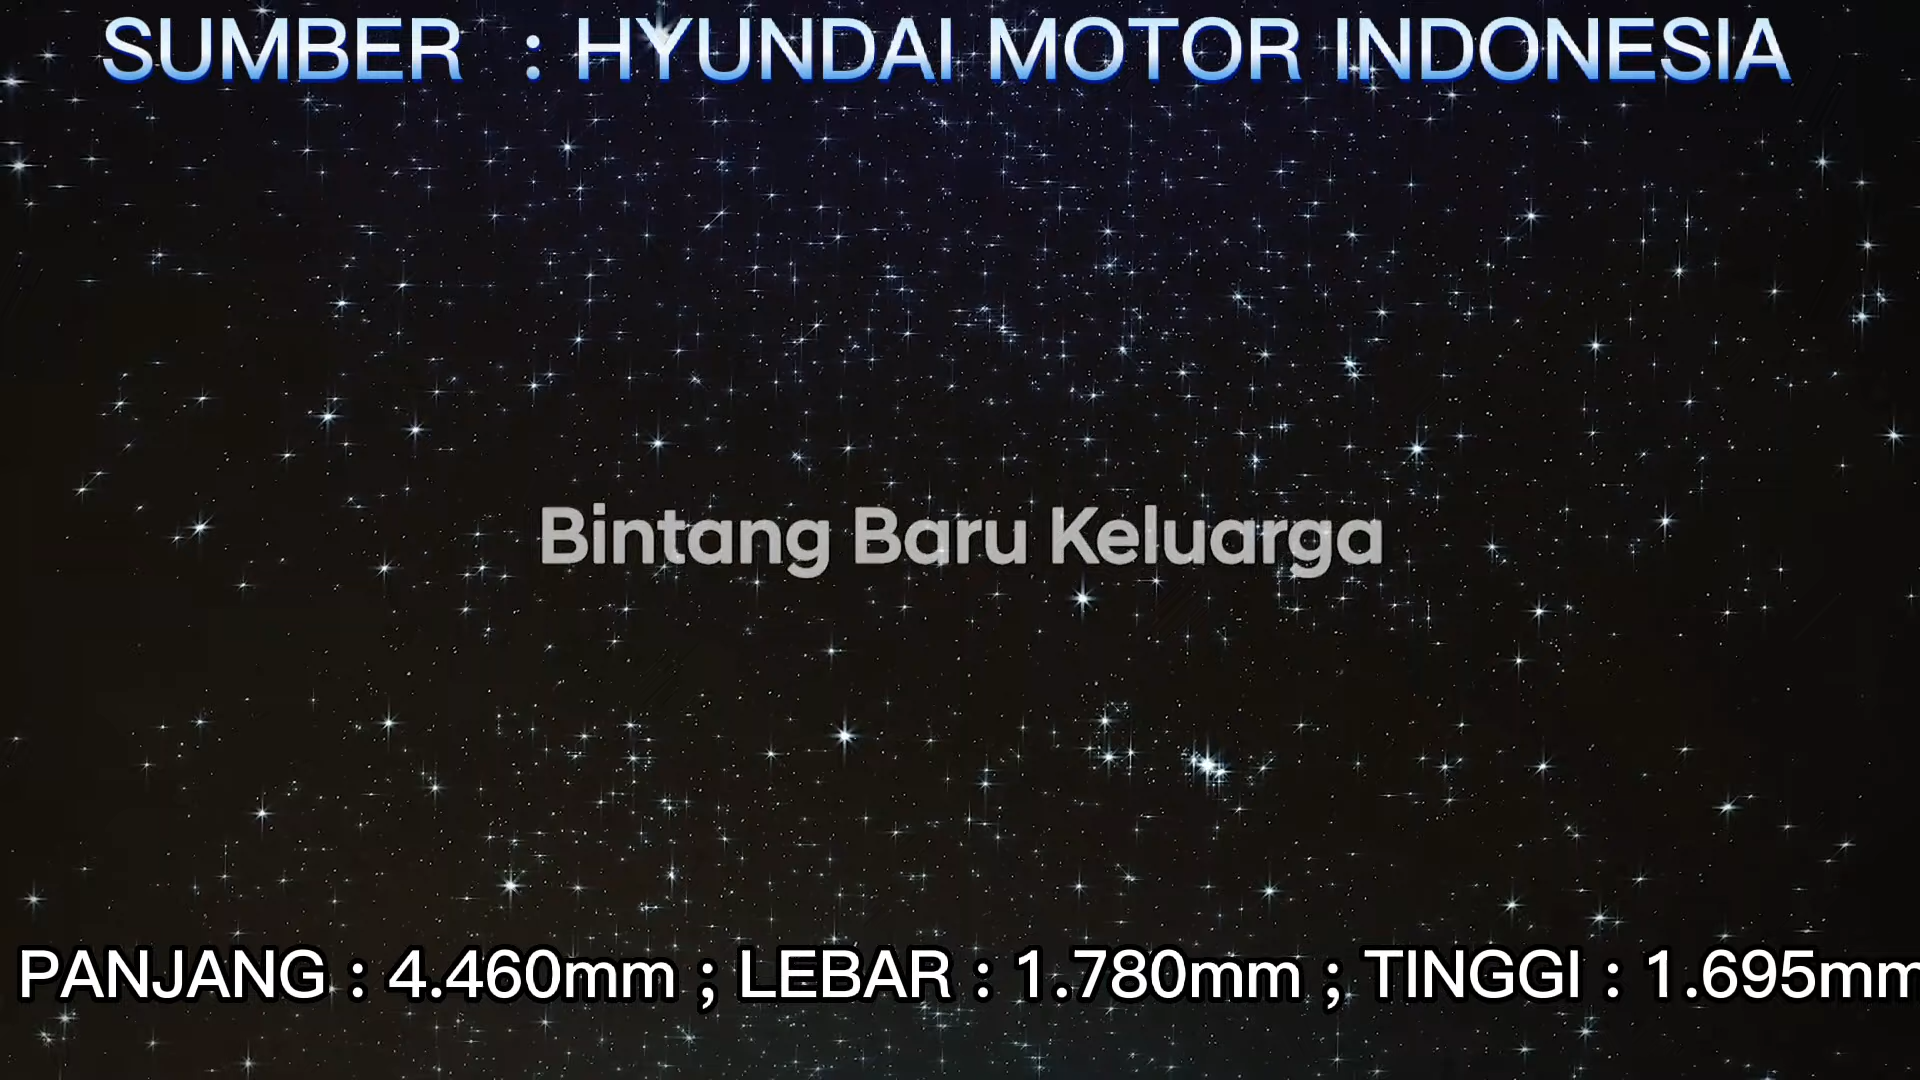 SUMBER : HYUNDAI MOTOR INDONESIA
Bintang Baru Keluarga
PANJANG : 4.460mm ; LEBAR : 1.780mm ; TINGGI : 1.695mm